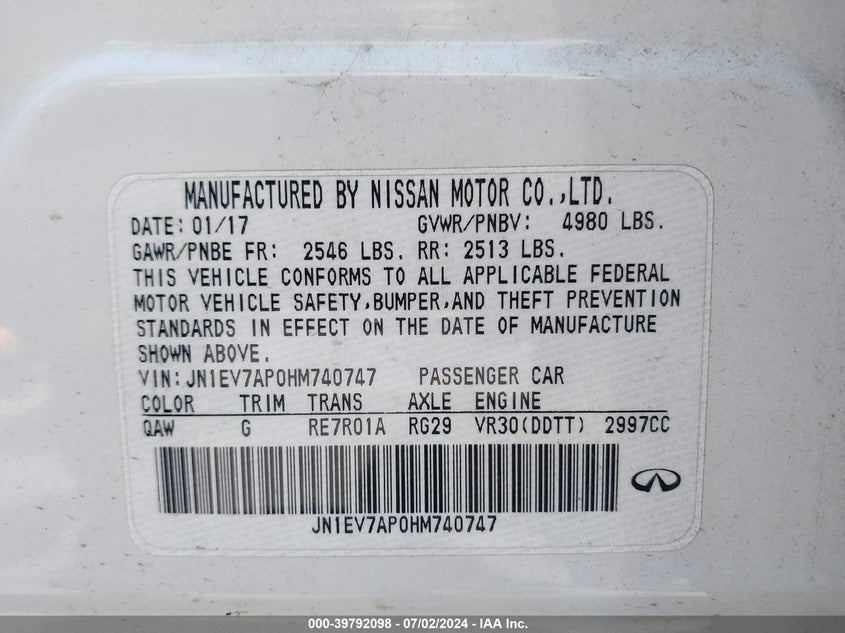 MANUFACTURED BY NISSAN MOTOR CO.,LTD.
DATE: 01/17 GVWR/PNBV: 4980 LBS.
GAWR/PNBE FR: 2546 LBS. RR: 2513 LBS.
THIS VEHICLE CONFORMS TO ALL APPLICABLE FEDERAL
MOTOR VEHICLE SAFETY,BUMPER,AND THEFT PREVENTION
STANDARDS IN EFFECT ON THE DATE OF MANUFACTURE
SHOWN ABOVE.
VIN: JN1EV7AP0HM740747 PASSENGER CAR
COLOR TRIM TRANS AXLE ENGINE
QAW G RE7R01A RG29 VR30(DDTT) 2997CC
JN1EV7AP0HM740747
000-39792098 - 07/02/2024 - IAA Inc.